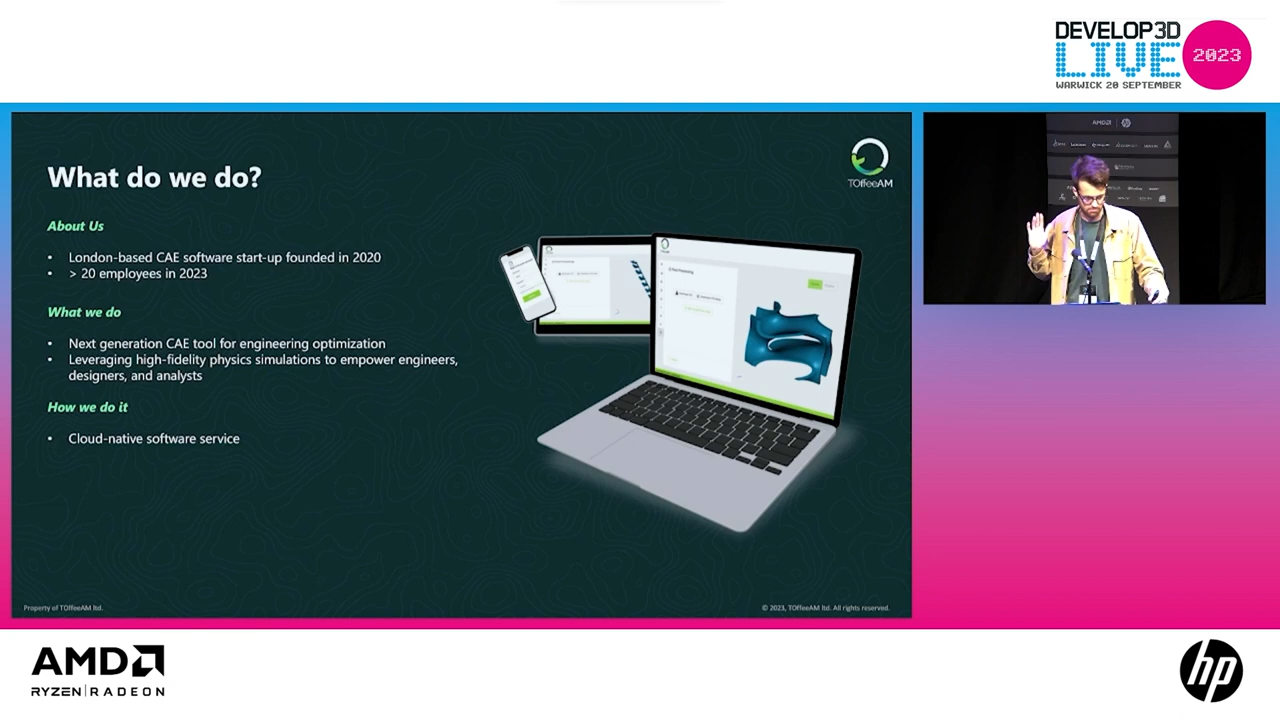 DEVELOP3D
LIVE
2023
WARWICK 20 SEPTEMBER
What do we do?
TOffeeAM
About Us
• London-based CAE software start-up founded in 2020
• > 20 employees in 2023
What we do
• Next generation CAE tool for engineering optimization
• Leveraging high-fidelity physics simulations to empower engineers,
designers, and analysts
How we do it
• Cloud-native software service
Property of TOffeeAM ltd.
© 2023, TOffeeAM ltd. All rights reserved.
AMD
AMD
RYZEN | RADEON
hp